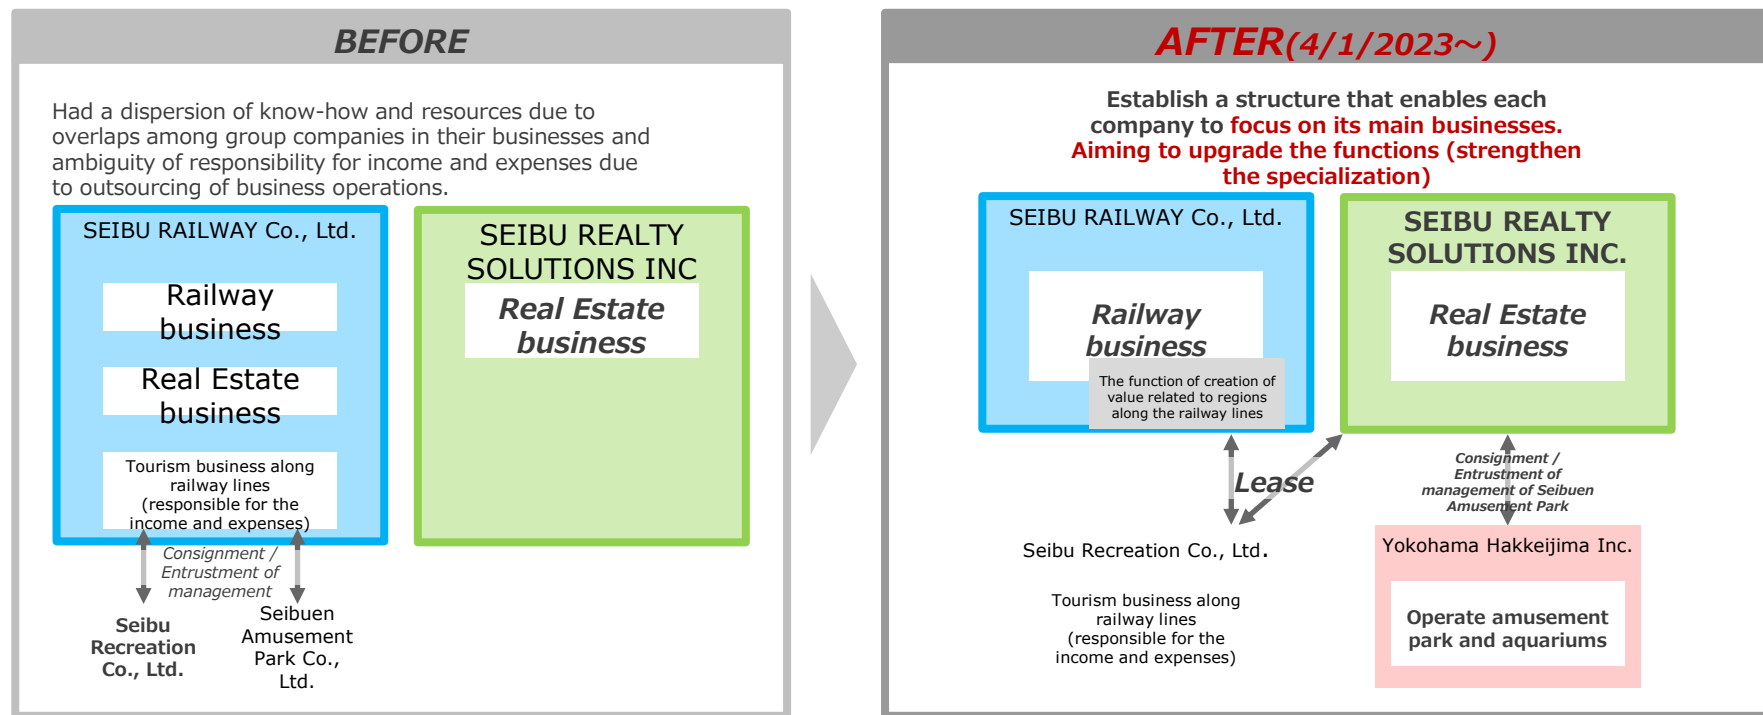 BEFORE
Had a dispersion of know-how and resources due to
overlaps among group companies in their businesses and
ambiguity of responsibility for income and expenses due
to outsourcing of business operations.
SEIBU RAILWAY Co., Ltd.
Railway
business
Real Estate
business
Tourism business along
railway lines
(responsible for the
income and expenses)
SEIBU REALTY
SOLUTIONS INC
Real Estate
business
Consignment /
Entrustment of
management
Seibu
Recreation
Co., Ltd.
Seibuen
Amusement
Park Co.,
Ltd.
AFTER(4/1/2023～)
Establish a structure that enables each
company to focus on its main businesses.
Aiming to upgrade the functions (strengthen
the specialization)
SEIBU RAILWAY Co., Ltd.
Railway
business
The function of creation of
value related to regions
along the railway lines
SEIBU REALTY
SOLUTIONS INC.
Real Estate
business
Lease
Consignment /
Entrustment of
management of Seibuen
Amusement Park
Seibu Recreation Co., Ltd.
Tourism business along
railway lines
(responsible for the
income and expenses)
Yokohama Hakkeijima Inc.
Operate amusement
park and aquariums